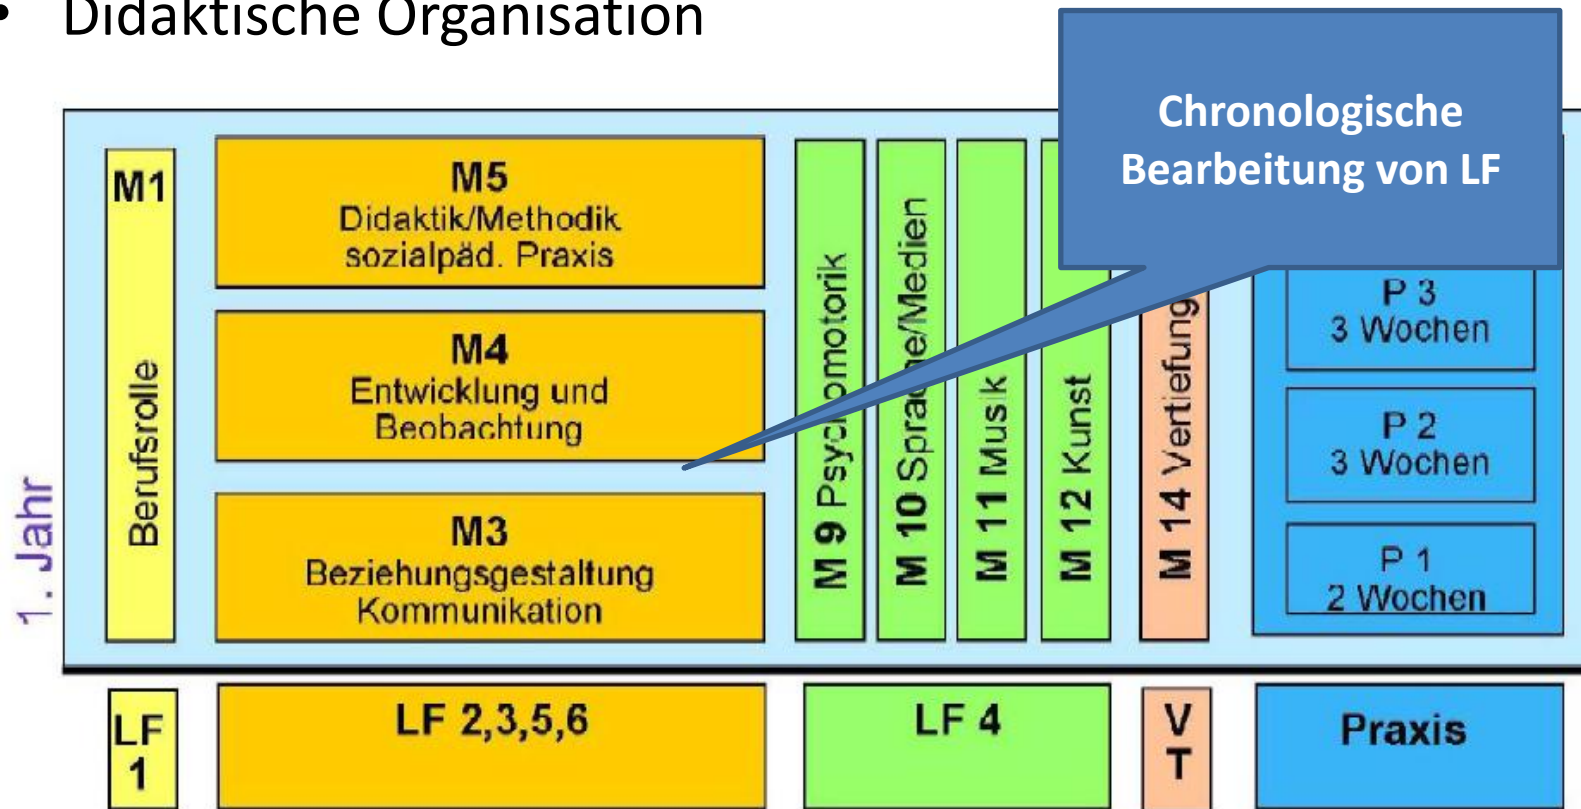 • Didaktische Organisation
Chronologische
Bearbeitung von LF
1. Jahr
M1
Berufsrolle
M5
Didaktik/Methodik
sozialpäd. Praxis
M4
Entwicklung und
Beobachtung
M3
Beziehungsgestaltung
Kommunikation
M 9 Psychomotorik
M 10 Sprache/Medien
M 11 Musik
M 12 Kunst
M 14 Vertiefung
P 3
3 Wochen
P 2
3 Wochen
P 1
2 Wochen
LF
1
LF 2,3,5,6
LF 4
V
T
Praxis